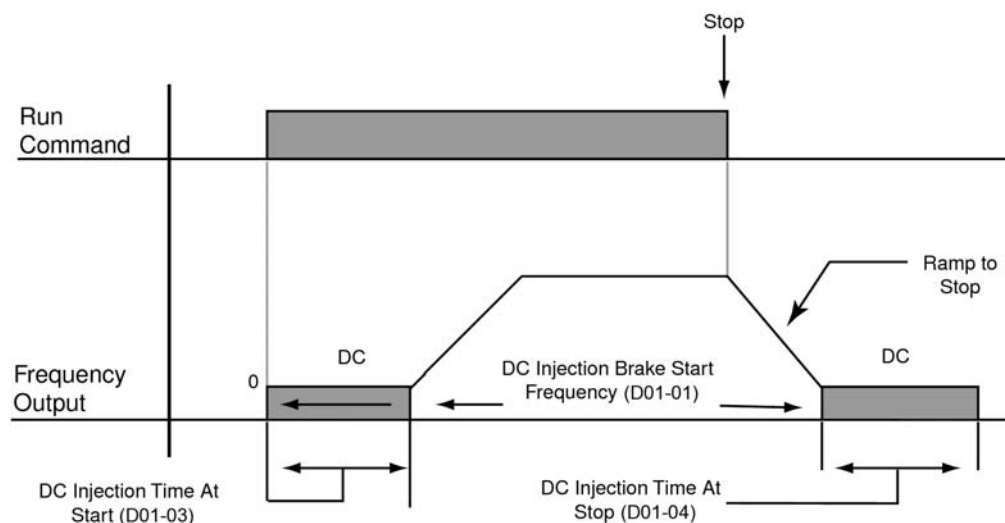 Stop
Run
Command
Ramp to
Stop
DC
DC
DC Injection Brake Start
Frequency (D01-01)
0
Frequency
Output
DC Injection Time At
Start (D01-03)
DC Injection Time At
Stop (D01-04)